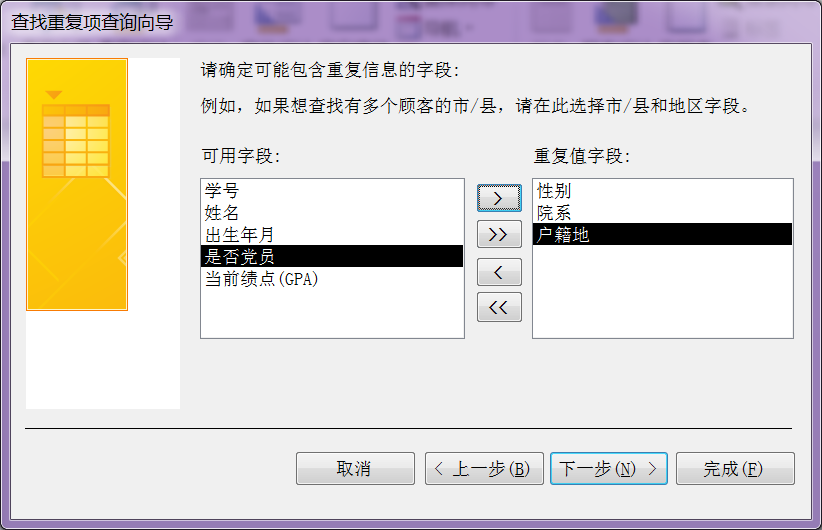 查找重复项查询向导
请确定可能包含重复信息的字段:
例如，如果想查找有多个顾客的市/县，请在此选择市/县和地区字段。
可用字段:
重复值字段:
学号
姓名
出生年月
是否党员
当前绩点(GPA)
>
>>
<
<<
性别
院系
户籍地
取消
< 上一步(B)
下一步(N) >
完成(F)